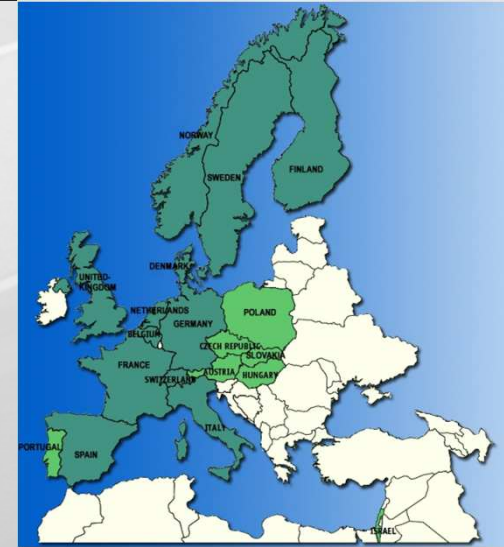 NORWAY
SWEDEN
FINLAND
DENMARK
UNITED-
KINGDOM
NETHERLANDS
BELGIUM
GERMANY
POLAND
CZECH REPUBLIC
SLOVAKIA
FRANCE
SWITZERLAND
AUSTRIA
HUNGARY
ITALY
PORTUGAL
SPAIN
ISRAEL